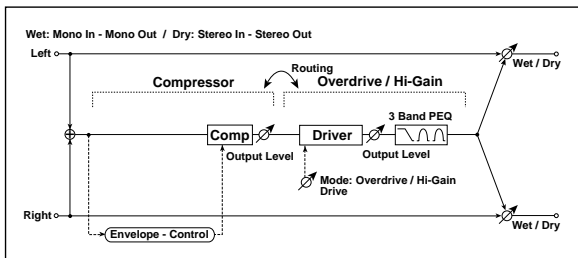 Wet: Mono In - Mono Out / Dry: Stereo In - Stereo Out
Left
Wet / Dry
Routing
Compressor
Overdrive / Hi-Gain
3 Band PEQ
Comp
Driver
Output Level
Output Level
Mode: Overdrive / Hi-Gain
Drive
Right
Wet / Dry
Envelope - Control